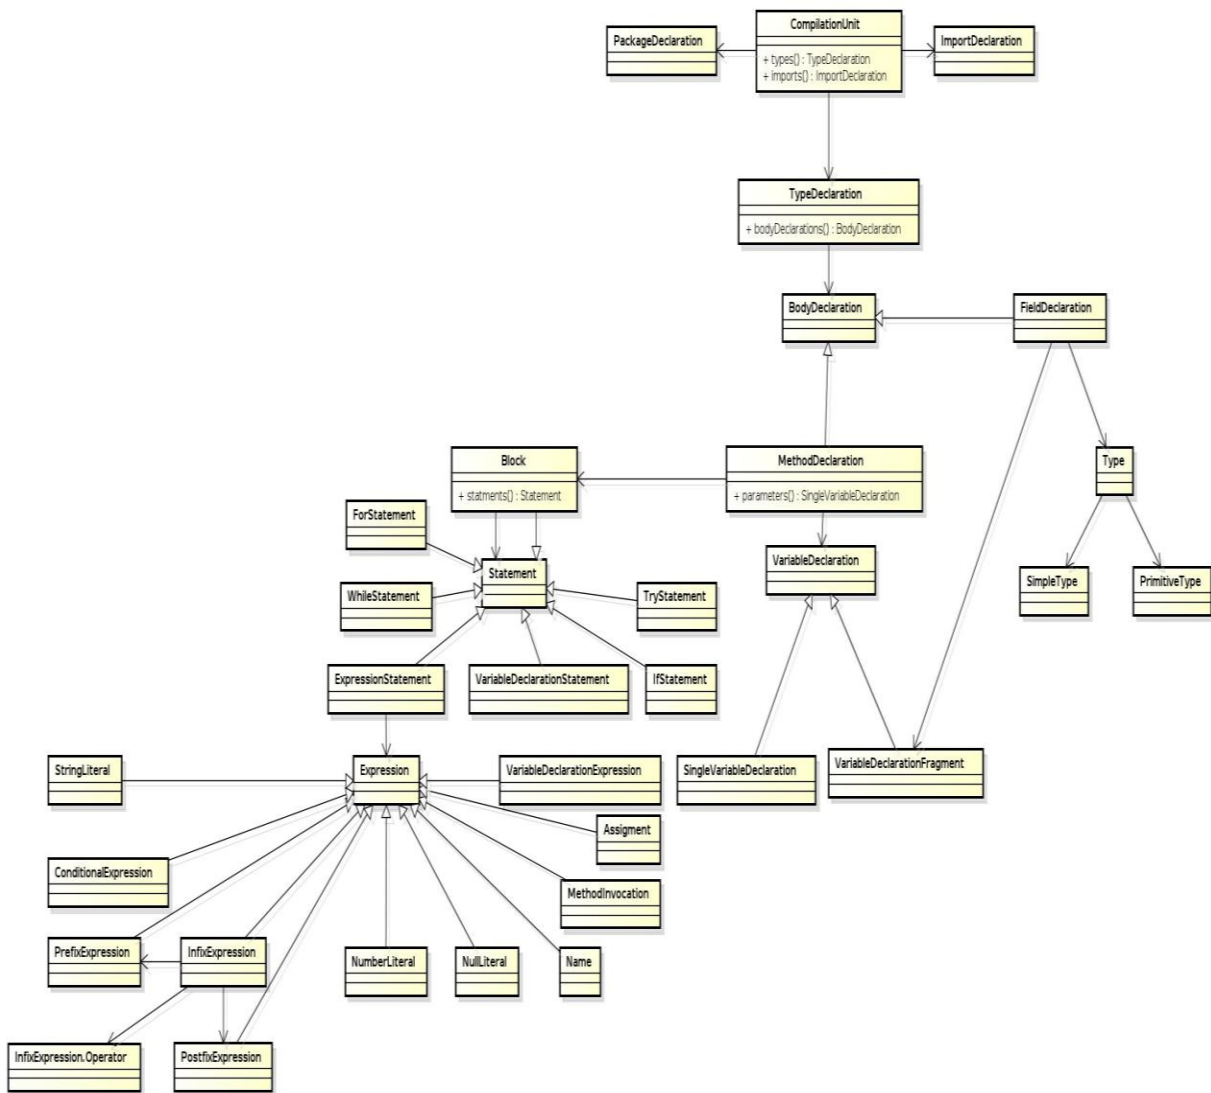 CompilationUnit
PackageDeclaration
ImportDeclaration
+ types() : TypeDeclaration
+ imports() : ImportDeclaration
TypeDeclaration
+ bodyDeclarations() : BodyDeclaration
BodyDeclaration
FieldDeclaration
Block
MethodDeclaration
Type
+ statments() : Statement
+ parameters() : SingleVariableDeclaration
ForStatement
VariableDeclaration
Statement
SimpleType
PrimitiveType
WhileStatement
TryStatement
ExpressionStatement
VariableDeclarationStatement
IfStatement
StringLiteral
Expression
VariableDeclarationExpression
SingleVariableDeclaration
VariableDeclarationFragment
Assigment
ConditionalExpression
MethodInvocation
PrefixExpression
InfixExpression
NumberLiteral
NullLiteral
Name
InfixExpression.Operator
PostfixExpression